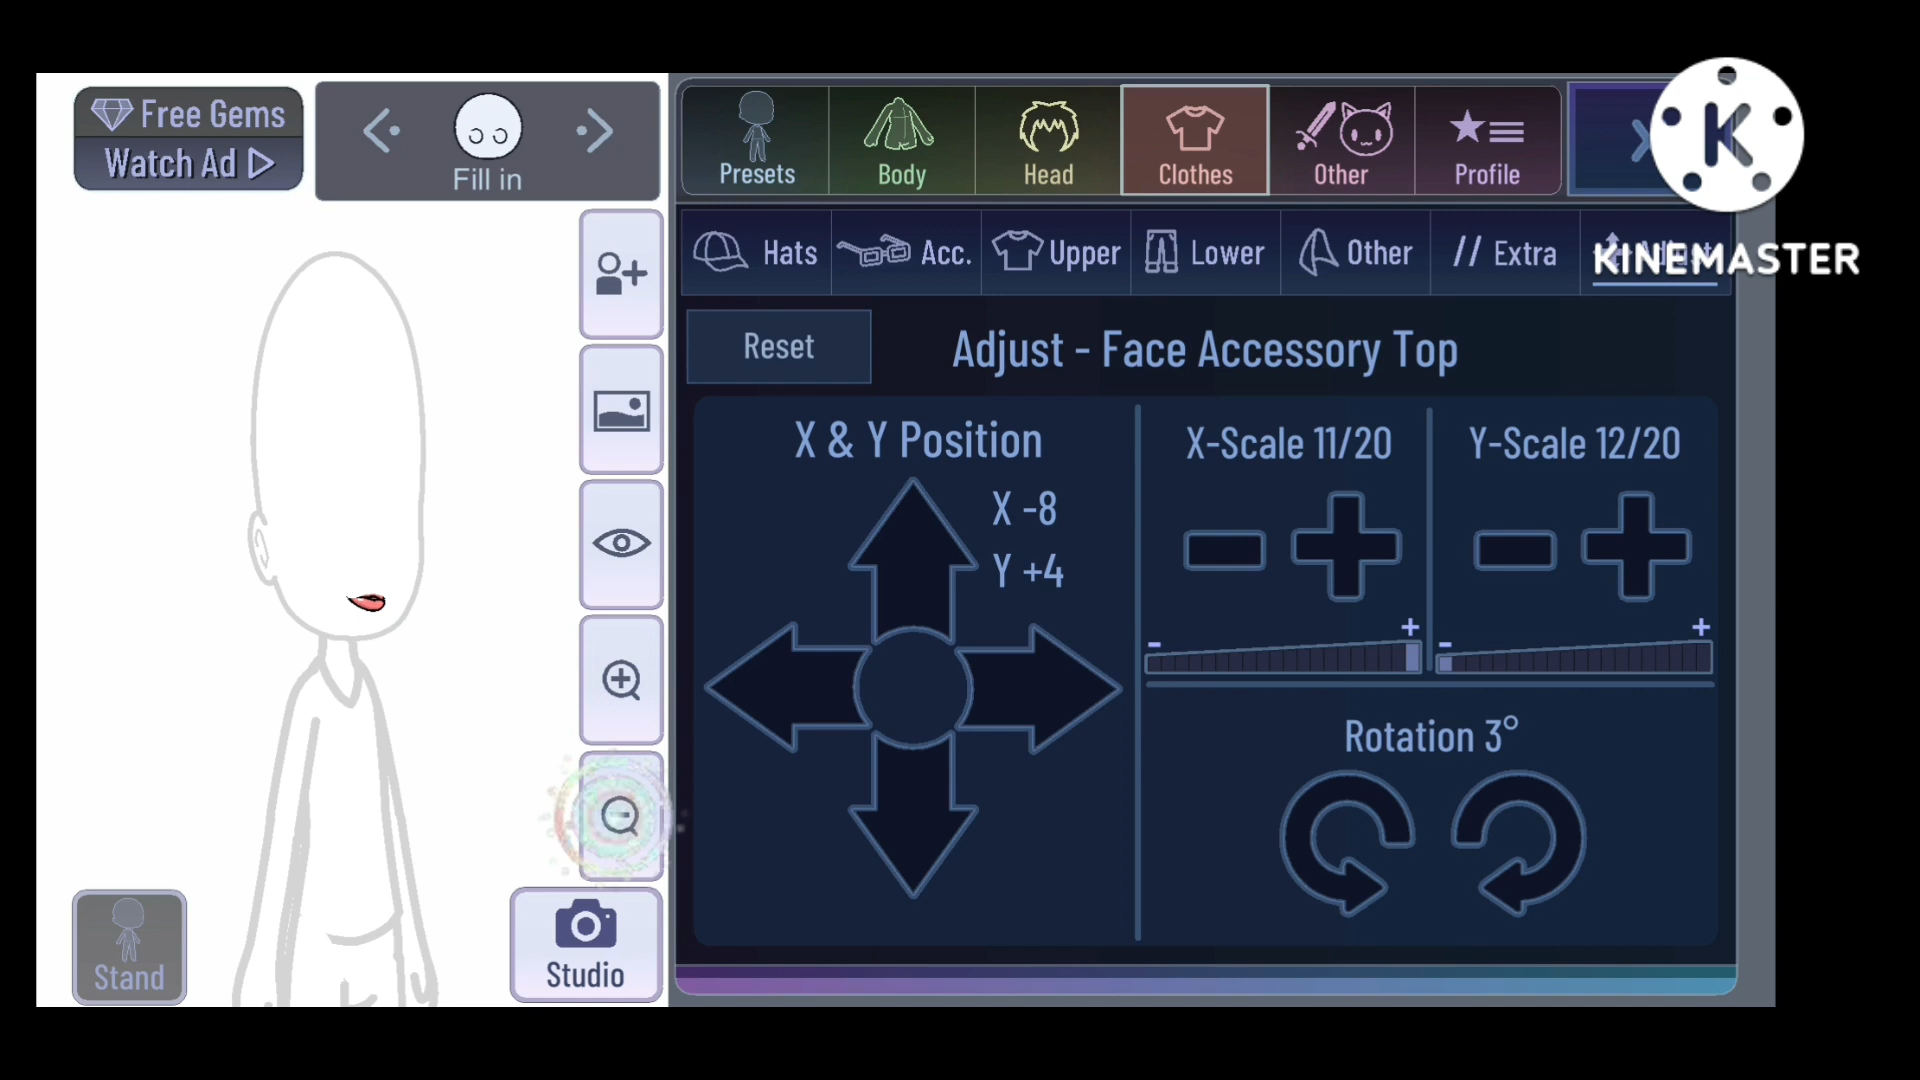 Free Gems
Watch Ad
Fill in
Presets
Body
Head
Clothes
Other
Profile
K
Hats
Acc.
Upper
Lower
Other
Extra
KINEMASTER
Reset
Adjust - Face Accessory Top
X & Y Position
X -8
Y +4
X-Scale 11/20
Y-Scale 12/20
- +
- +
Rotation 3°
Stand
Studio